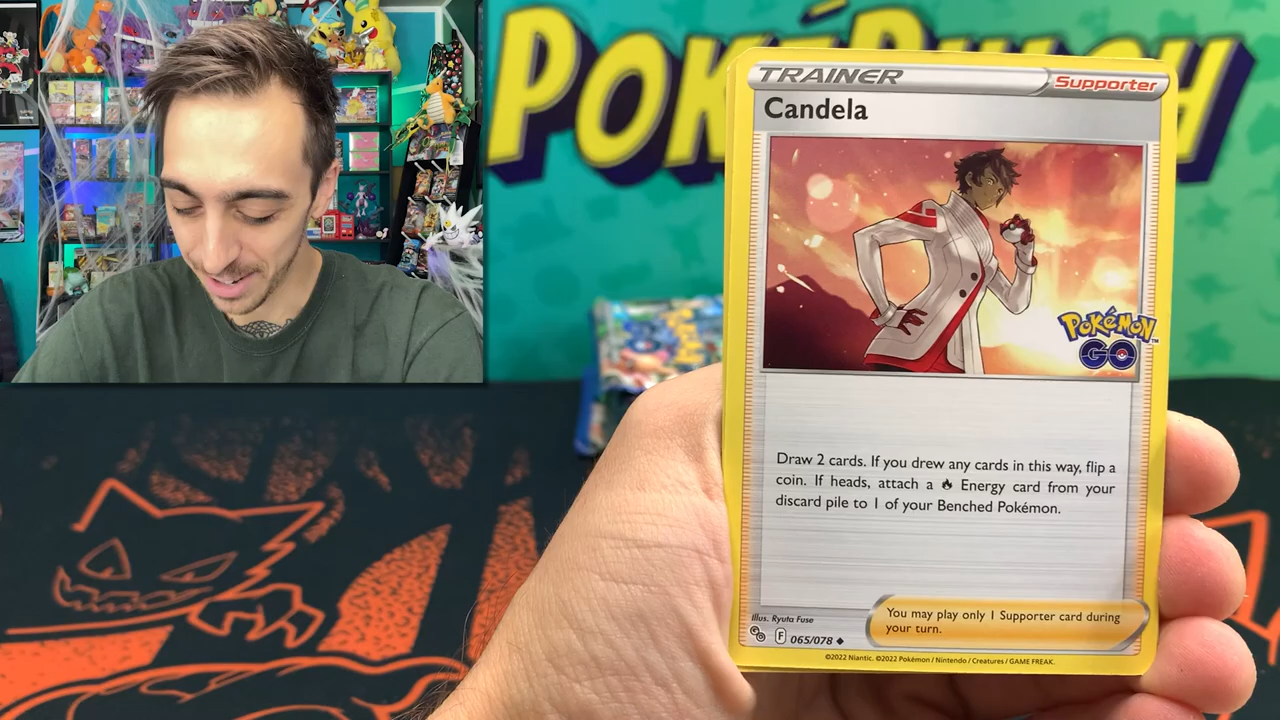 TRAINER
Supporter
Candela
Pokémon
GO
Draw 2 cards. If you drew any cards in this way, flip a
coin. If heads, attach a 🔥 Energy card from your
discard pile to 1 of your Benched Pokémon.
Illus. Ryuta Fuse
F 065/078 ◆
You may play only 1 Supporter card during
your turn.
©2022 Niantic. ©2022 Pokémon / Nintendo / Creatures / GAME FREAK.